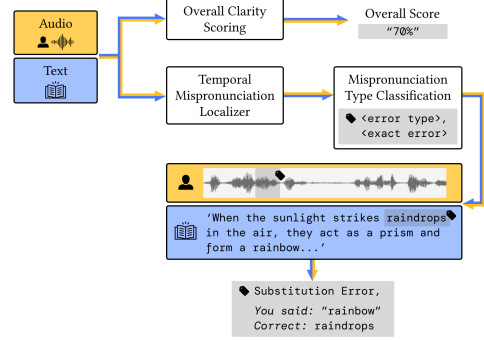 Audio
Text
Overall Clarity
Scoring
Overall Score
"70%"
Temporal
Mispronunciation
Localizer
Mispronunciation
Type Classification
<error type>,
<exact error>
'When the sunlight strikes raindrops
in the air, they act as a prism and
form a rainbow...'
Substitution Error,
You said: "rainbow"
Correct: raindrops